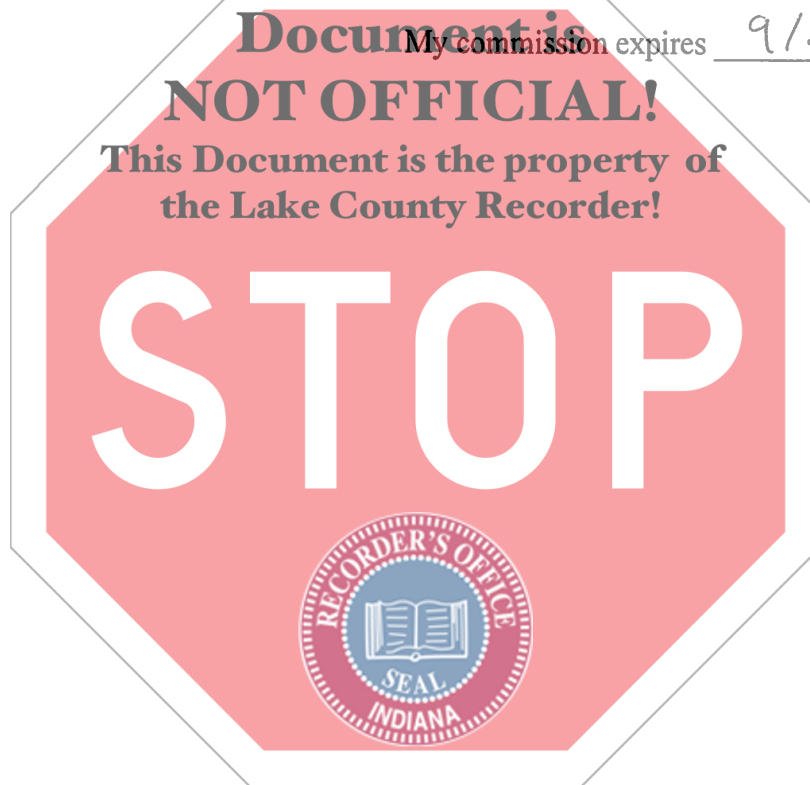 Document is
My commission expires 9/
NOT OFFICIAL!
This Document is the property of
the Lake County Recorder!
STOP
RECORDER'S OFFICE
SEAL
INDIANA